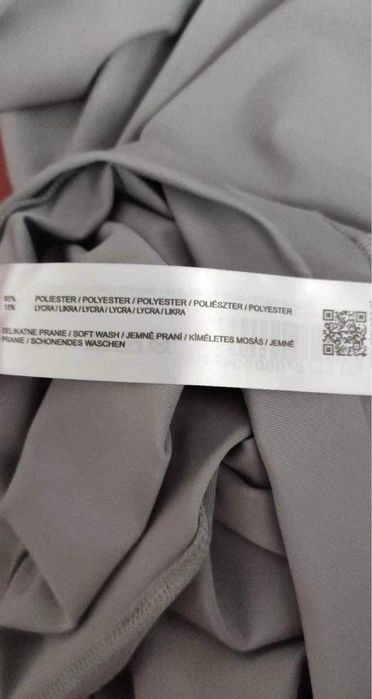 85% POLIESTER / POLYESTER / POLYESTER / POLIÉSZTER / POLYESTER
15% LYCRA / LIKRA / LYCRA / LYCRA / LYCRA / LIKRA
DELIKATNE PRANIE / SOFT WASH / JEMNÉ PRANÍ / KÍMÉLETES MOSÁS / JEMNÉ
PRANIE / SCHONENDES WASCHEN